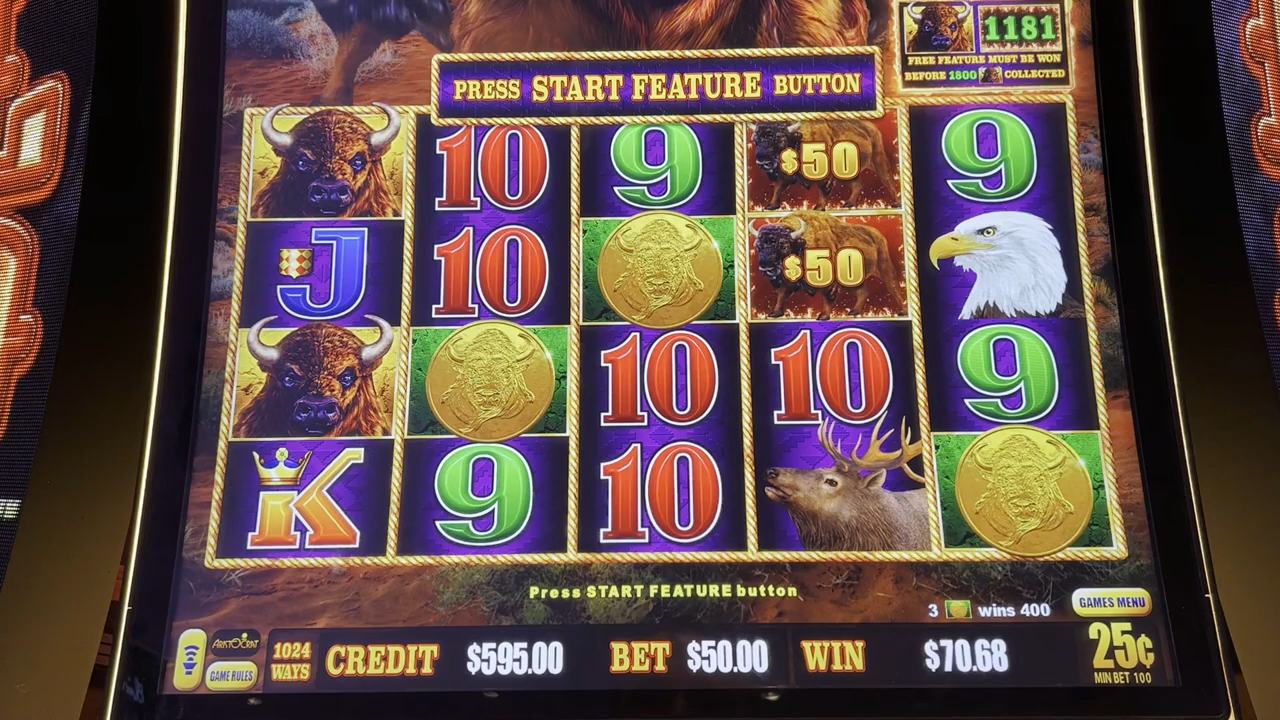 1181
FREE FEATURE MUST BE WON
BEFORE 1800 COLLECTED
PRESS START FEATURE BUTTON
10 9 $50 9
J 10 $50
10 10 9
K 9 10
Press START FEATURE button
3 wins 400
GAMES MENU
ARISTOCRAT
GAME RULES
1024 WAYS
CREDIT $595.00 BET $50.00 WIN $70.68
25¢
MIN BET 100